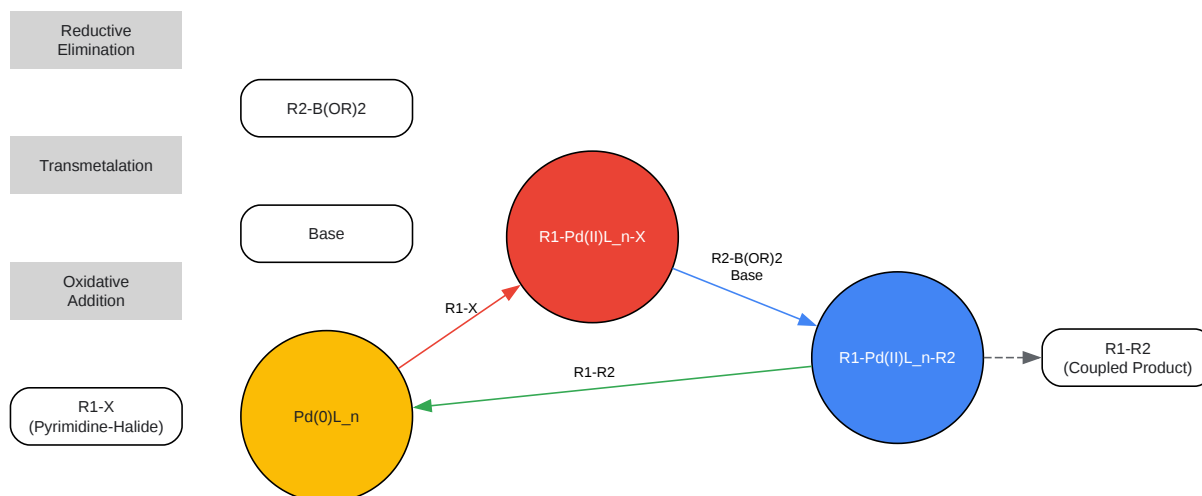 Reductive
Elimination
R2-B(OR)2
Transmetalation
Base
R1-Pd(II)L_n-X
R2-B(OR)2
Base
Oxidative
Addition
R1-X
R1-Pd(II)L_n-R2
R1-R2
(Coupled Product)
R1-R2
R1-X
(Pyrimidine-Halide)
Pd(0)L_n